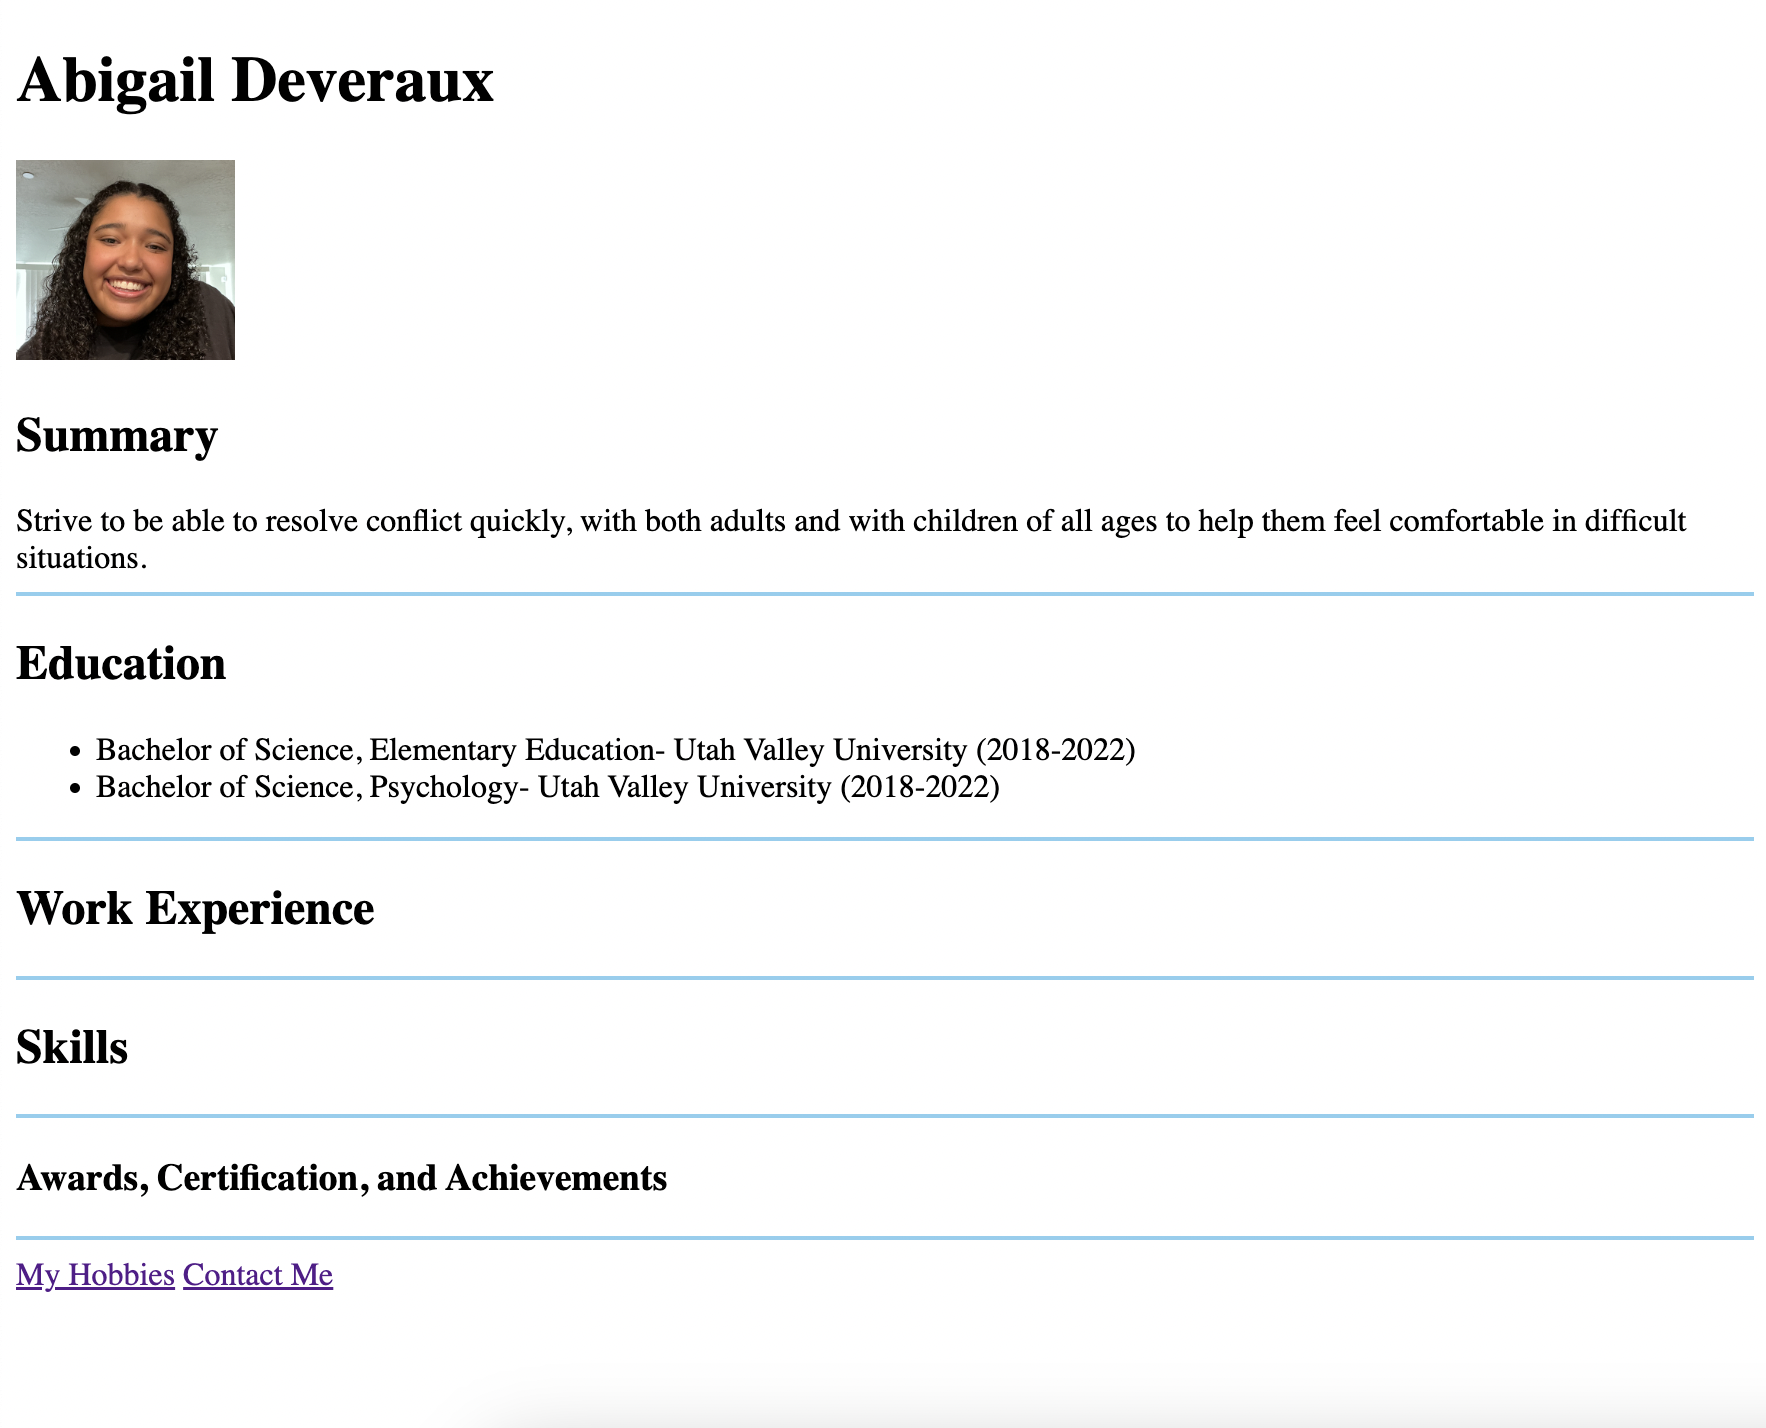 Abigail Deveraux
Summary
Strive to be able to resolve conflict quickly, with both adults and with children of all ages to help them feel comfortable in difficult
situations.
Education
• Bachelor of Science, Elementary Education- Utah Valley University (2018-2022)
• Bachelor of Science, Psychology- Utah Valley University (2018-2022)
Work Experience
Skills
Awards, Certification, and Achievements
My Hobbies Contact Me